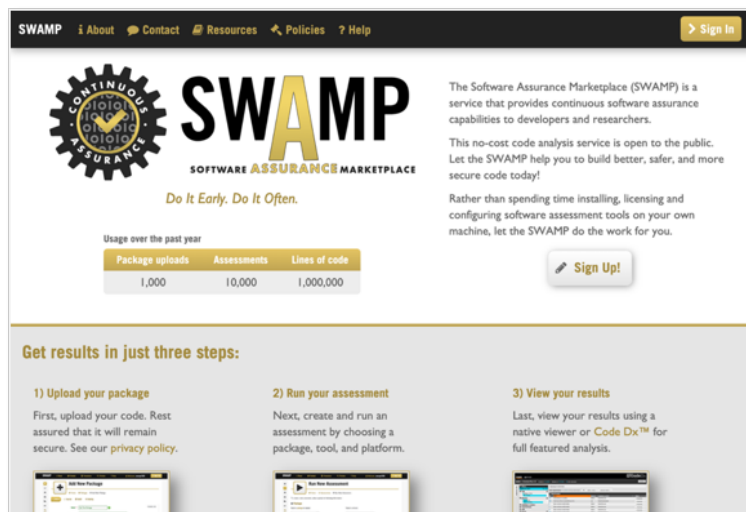 SWAMP i About Contact Resources Policies ? Help Sign In
CONTINUOUS
ASSURANCE
SWAMP
SOFTWARE ASSURANCE MARKETPLACE
Do It Early. Do It Often.
Usage over the past year
Package uploads Assessments Lines of code
1,000 10,000 1,000,000
The Software Assurance Marketplace (SWAMP) is a
service that provides continuous software assurance
capabilities to developers and researchers.
This no-cost code analysis service is open to the public.
Let the SWAMP help you to build better, safer, and more
secure code today!
Rather than spending time installing, licensing and
configuring software assessment tools on your own
machine, let the SWAMP do the work for you.
Sign Up!
Get results in just three steps:
1) Upload your package
First, upload your code. Rest
assured that it will remain
secure. See our privacy policy.
2) Run your assessment
Next, create and run an
assessment by choosing a
package, tool, and platform.
3) View your results
Last, view your results using a
native viewer or Code Dx™ for
full featured analysis.
Add New Package
Run New Assessment